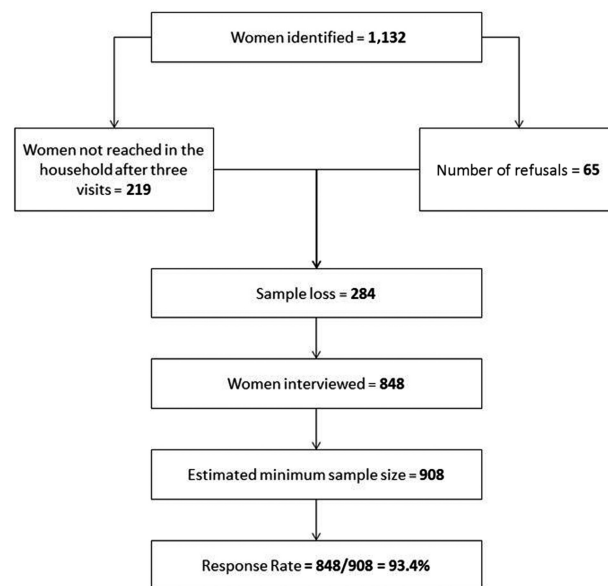 Women identified = 1,132
Women not reached in the
household after three
visits = 219
Number of refusals = 65
Sample loss = 284
Women interviewed = 848
Estimated minimum sample size = 908
Response Rate = 848/908 = 93.4%